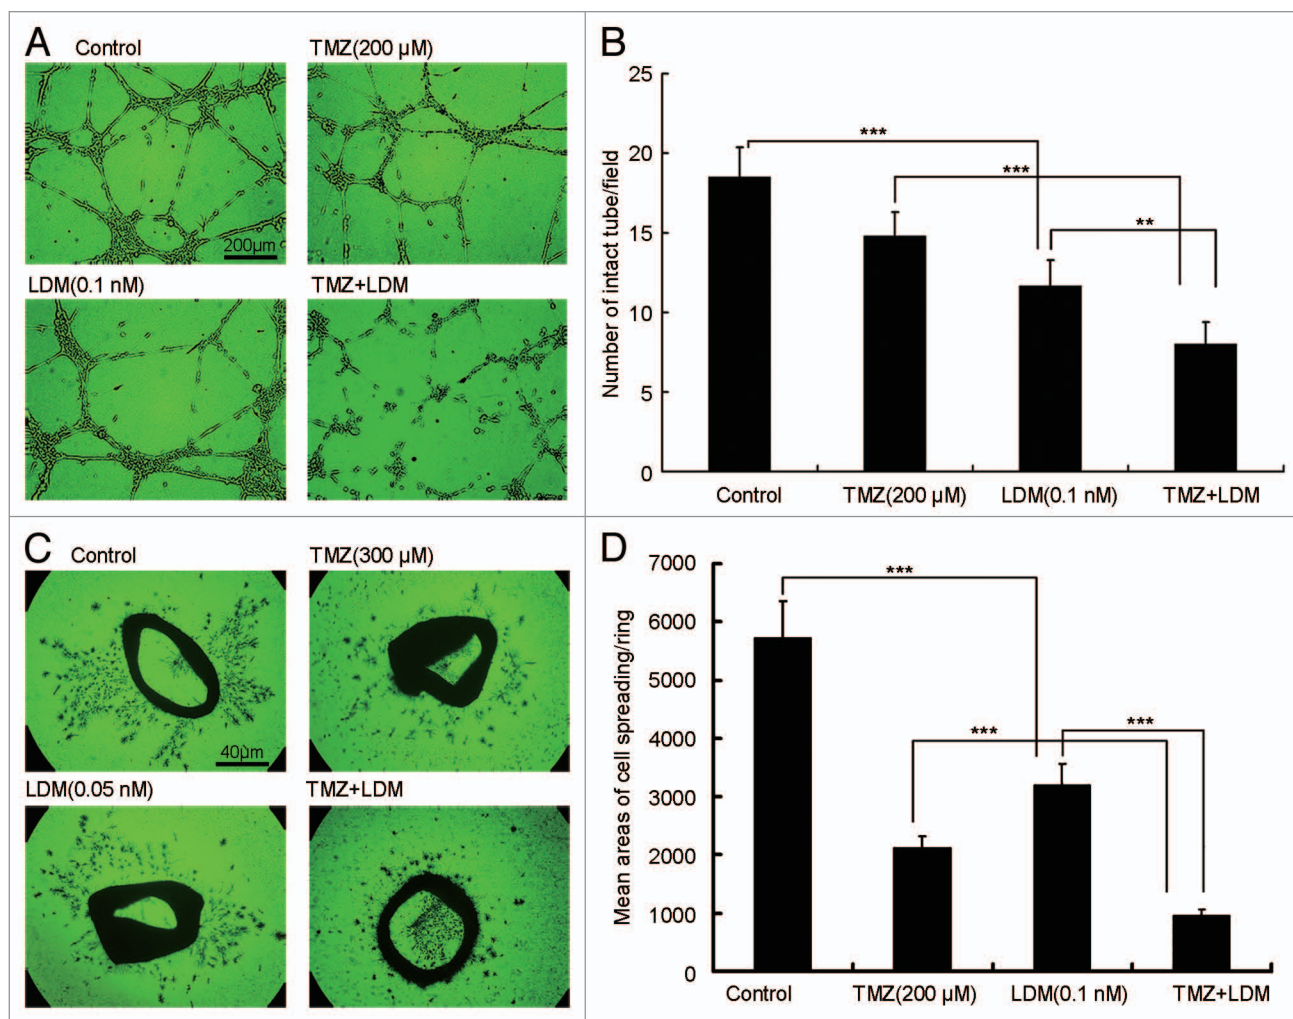 A Control TMZ(200 µM)
200µm
LDM(0.1 nM) TMZ+LDM
B
Number of intact tube/field
25
20
15
10
5
0
***
***
**
Control TMZ(200 µM) LDM(0.1 nM) TMZ+LDM
C Control TMZ(300 µM)
40µm
LDM(0.05 nM) TMZ+LDM
D
Mean areas of cell spreading/ring
7000
6000
5000
4000
3000
2000
1000
0
***
***
***
Control TMZ(200 µM) LDM(0.1 nM) TMZ+LDM